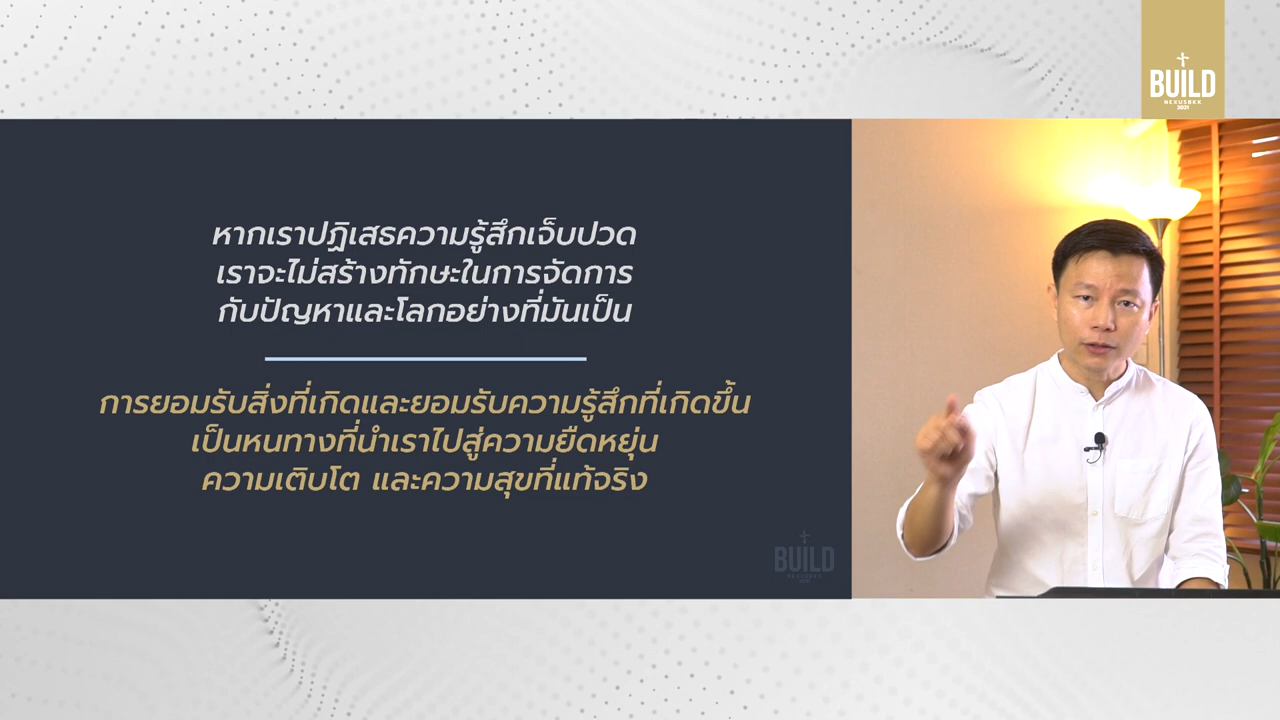 BUILD
NEXUSBKK
2021
หากเราปฏิเสธความรู้สึกเจ็บปวด
เราจะไม่สร้างทักษะในการจัดการ
กับปัญหาและโลกอย่างที่มันเป็น
การยอมรับสิ่งที่เกิดและยอมรับความรู้สึกที่เกิดขึ้น
เป็นหนทางที่นำเราไปสู่ความยืดหยุ่น
ความเติบโต และความสุขที่แท้จริง
BUILD
NEXUSBKK
2021